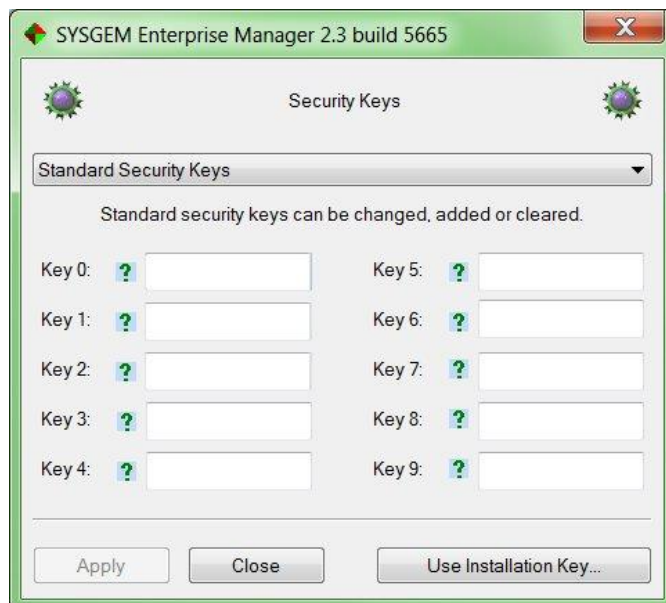 SYSGEM Enterprise Manager 2.3 build 5665
X
Security Keys
Standard Security Keys
Standard security keys can be changed, added or cleared.
Key 0: ? Key 5: ?
Key 1: ? Key 6: ?
Key 2: ? Key 7: ?
Key 3: ? Key 8: ?
Key 4: ? Key 9: ?
Apply Close Use Installation Key...